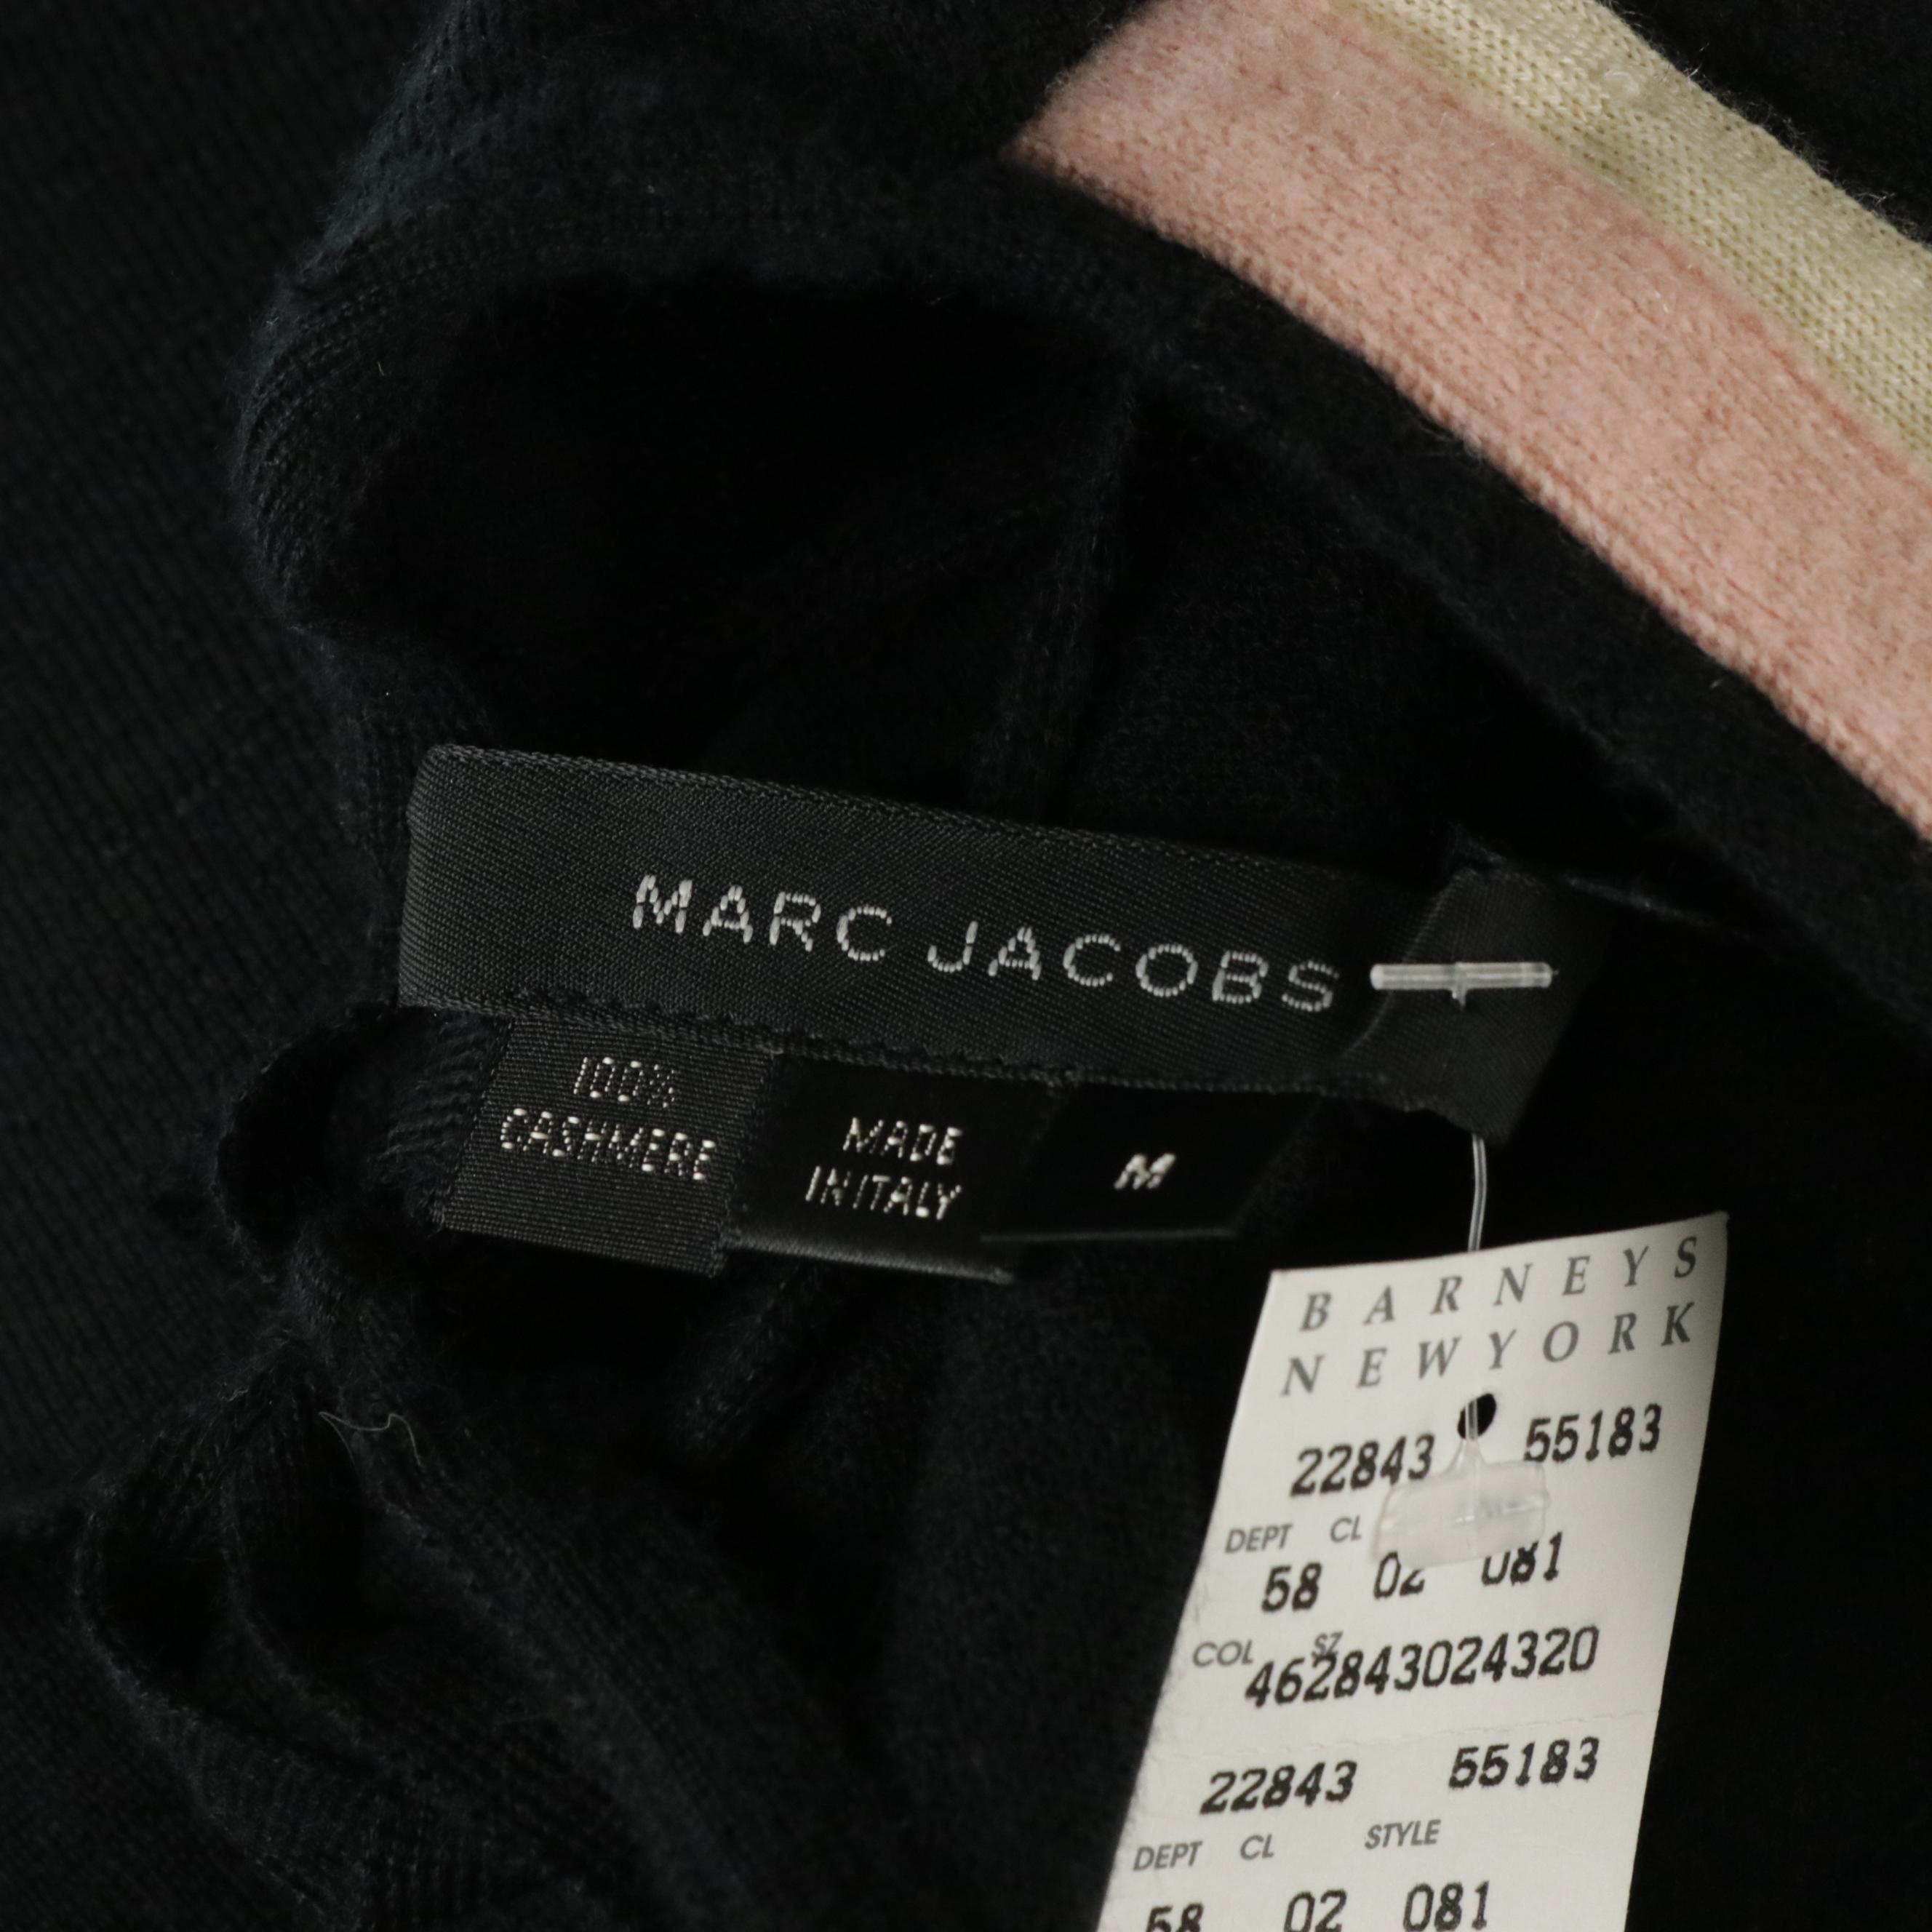 MARC JACOBS
100%
CASHMERE
MADE
IN ITALY
M
BARNEYS
NEW YORK
22843 55183
DEPT CL
58 02 081
COL SZ
462843024320
22843 55183
DEPT CL STYLE
58 02 081